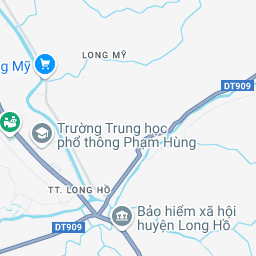 LONG MỸ
g Mỹ
DT909
Trường Trung học
phổ thông Phạm Hùng
TT. LONG HỒ
Bảo hiểm xã hội
huyện Long Hồ
DT909